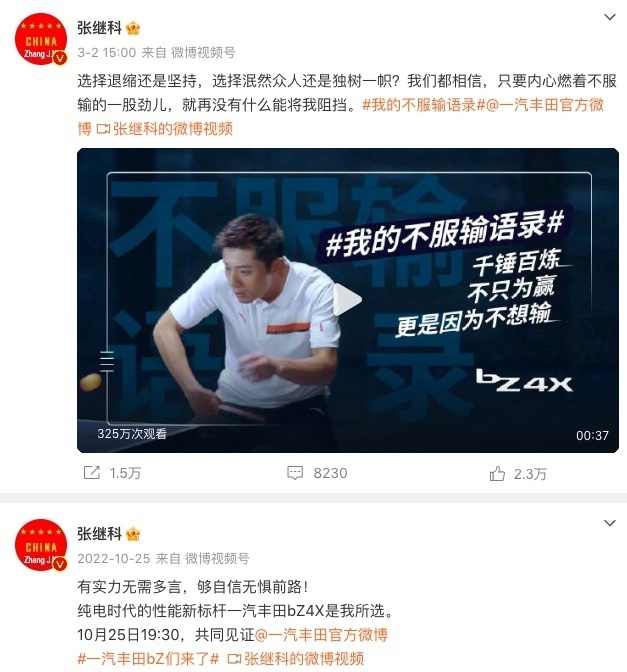 CHINA
Zhang J.
张继科
3-2 15:00 来自 微博视频号
选择退缩还是坚持，选择泯然众人还是独树一帜？我们都相信，只要内心燃着不服
输的一股劲儿，就再没有什么能将我阻挡。#我的不服输语录#@一汽丰田官方微
博 张继科的微博视频
不服输
语录
#我的不服输语录#
千锤百炼
不只为赢
更是因为不想输
bZ4X
325万次观看
00:37
1.5万
8230
2.3万
CHINA
Zhang J.
张继科
2022-10-25 来自 微博视频号
有实力无需多言，够自信无惧前路！
纯电时代的性能新标杆一汽丰田bZ4X是我所选。
10月25日19:30，共同见证@一汽丰田官方微博
#一汽丰田bZ们来了# 张继科的微博视频